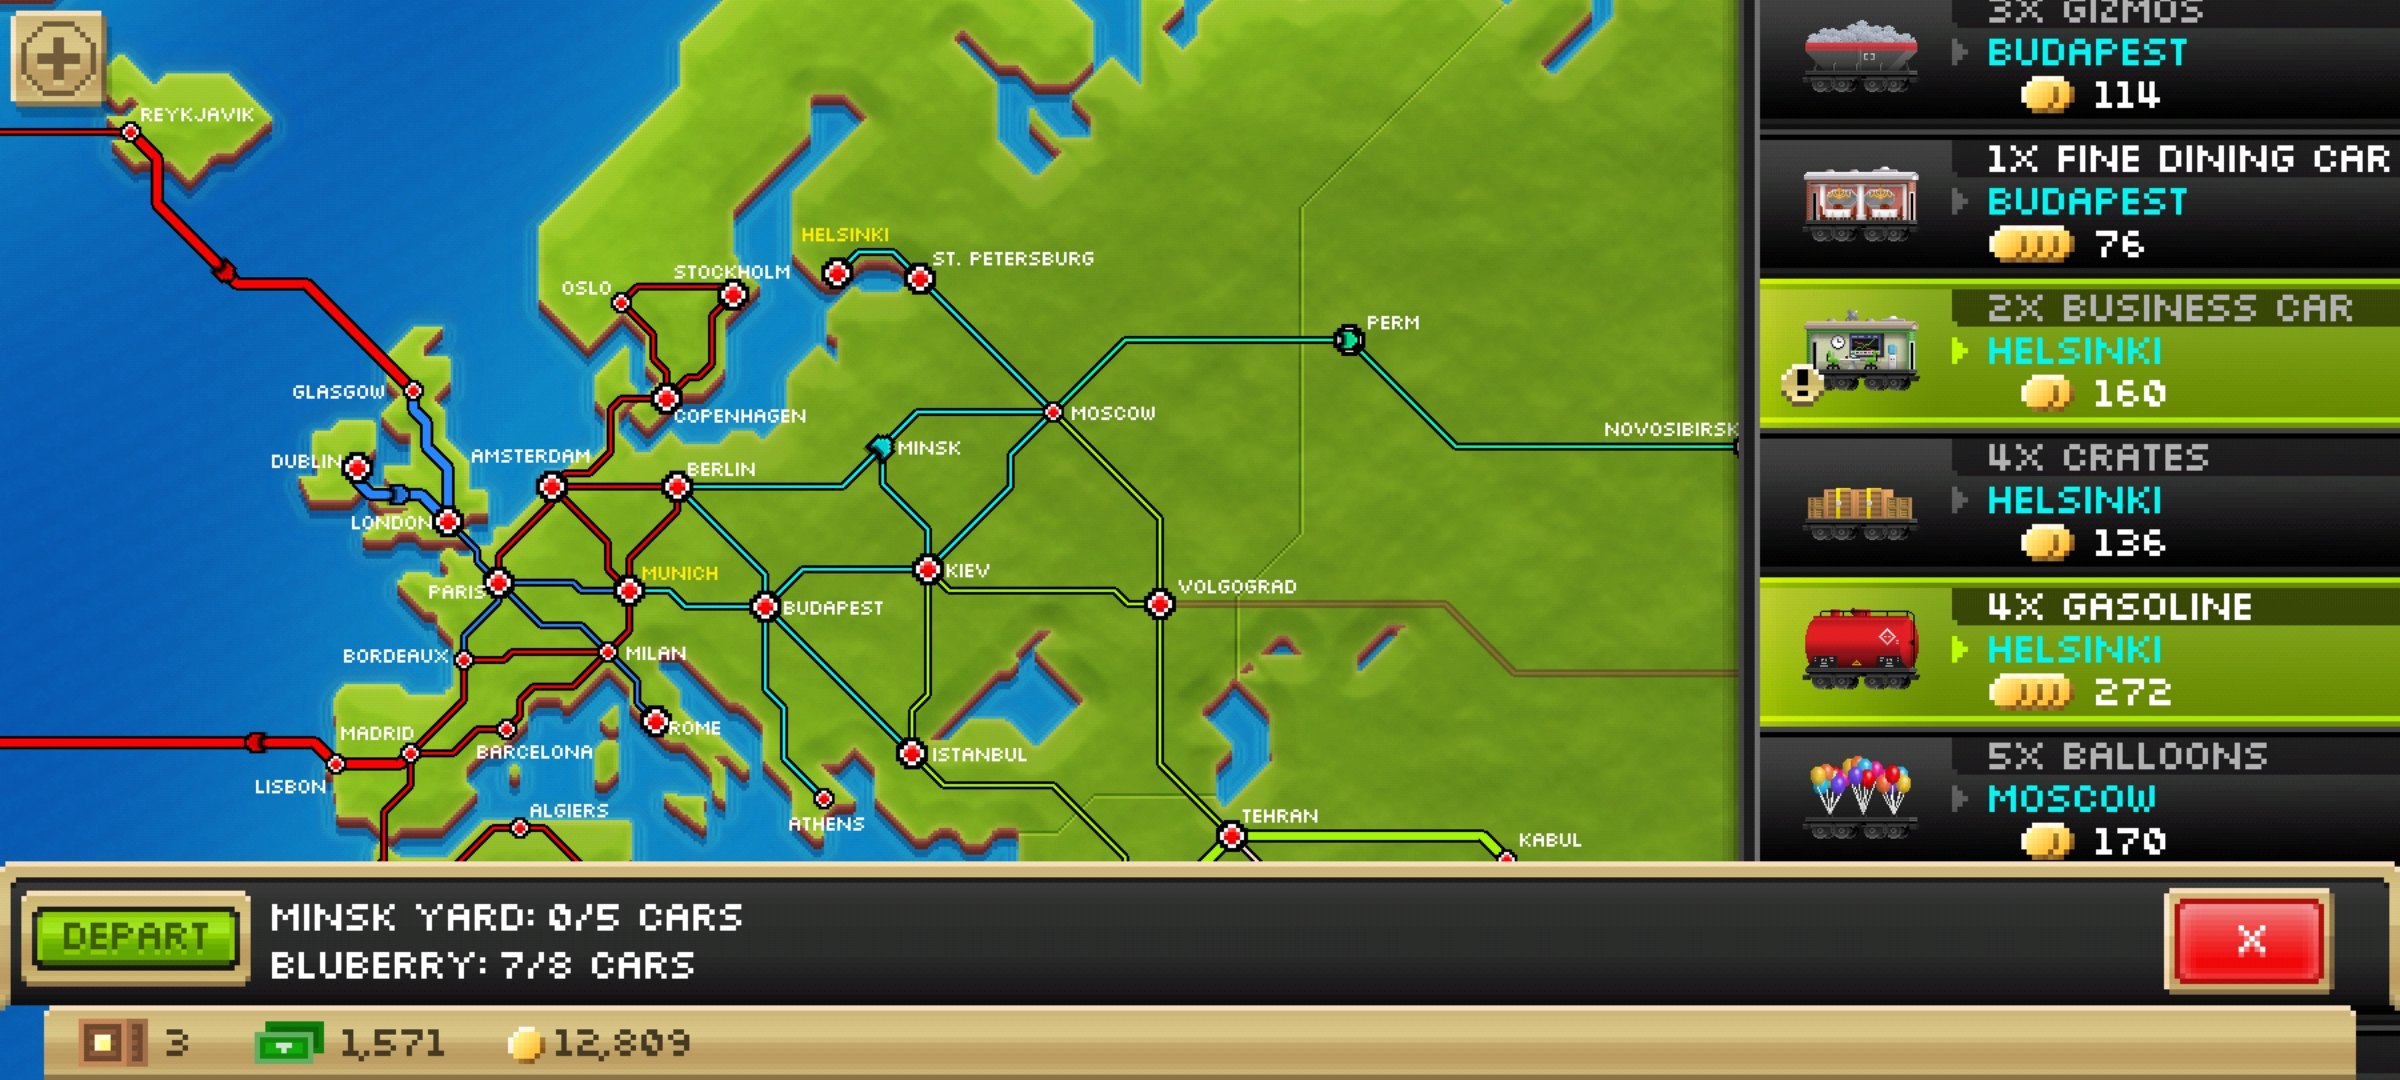 3X GIZMOS
BUDAPEST
114
REYKJAVIK
1X FINE DINING CAR
BUDAPEST
76
HELSINKI
ST. PETERSBURG
STOCKHOLM
OSLO
2X BUSINESS CAR
HELSINKI
160
PERM
GLASGOW
COPENHAGEN
MOSCOW
NOVOSIBIRSK
MINSK
AMSTERDAM
BERLIN
DUBLIN
4X CRATES
HELSINKI
136
LONDON
KIEV
MUNICH
PARIS
VOLGOGRAD
BUDAPEST
4X GASOLINE
HELSINKI
272
BORDEAUX
MILAN
ROME
MADRID
BARCELONA
ISTANBUL
LISBON
5X BALLOONS
MOSCOW
170
ALGIERS
ATHENS
TEHRAN
KABUL
DEPART
MINSK YARD: 0/5 CARS
BLUBERRY: 7/8 CARS
X
3
1,571
12,809